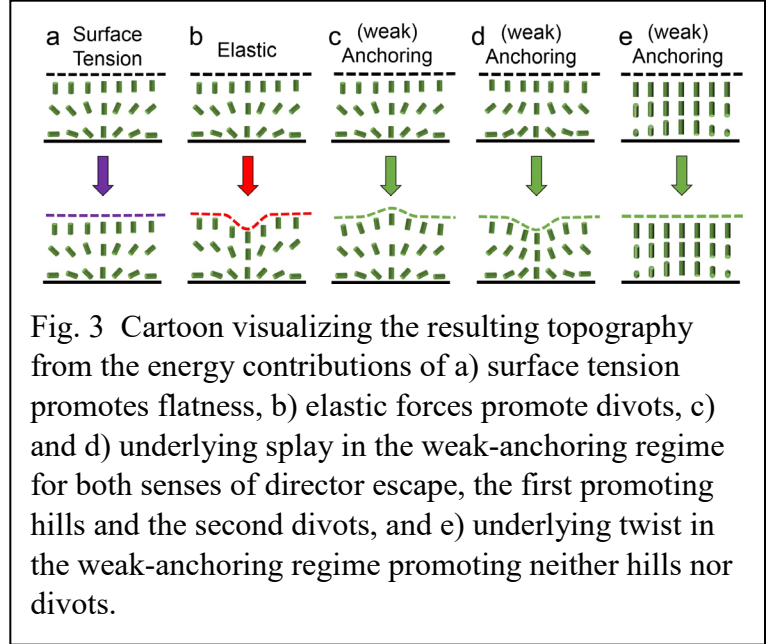 a Surface Tension
b Elastic
c (weak) Anchoring
d (weak) Anchoring
e (weak) Anchoring
Fig. 3 Cartoon visualizing the resulting topography
from the energy contributions of a) surface tension
promotes flatness, b) elastic forces promote divots, c)
and d) underlying splay in the weak-anchoring regime
for both senses of director escape, the first promoting
hills and the second divots, and e) underlying twist in
the weak-anchoring regime promoting neither hills nor
divots.